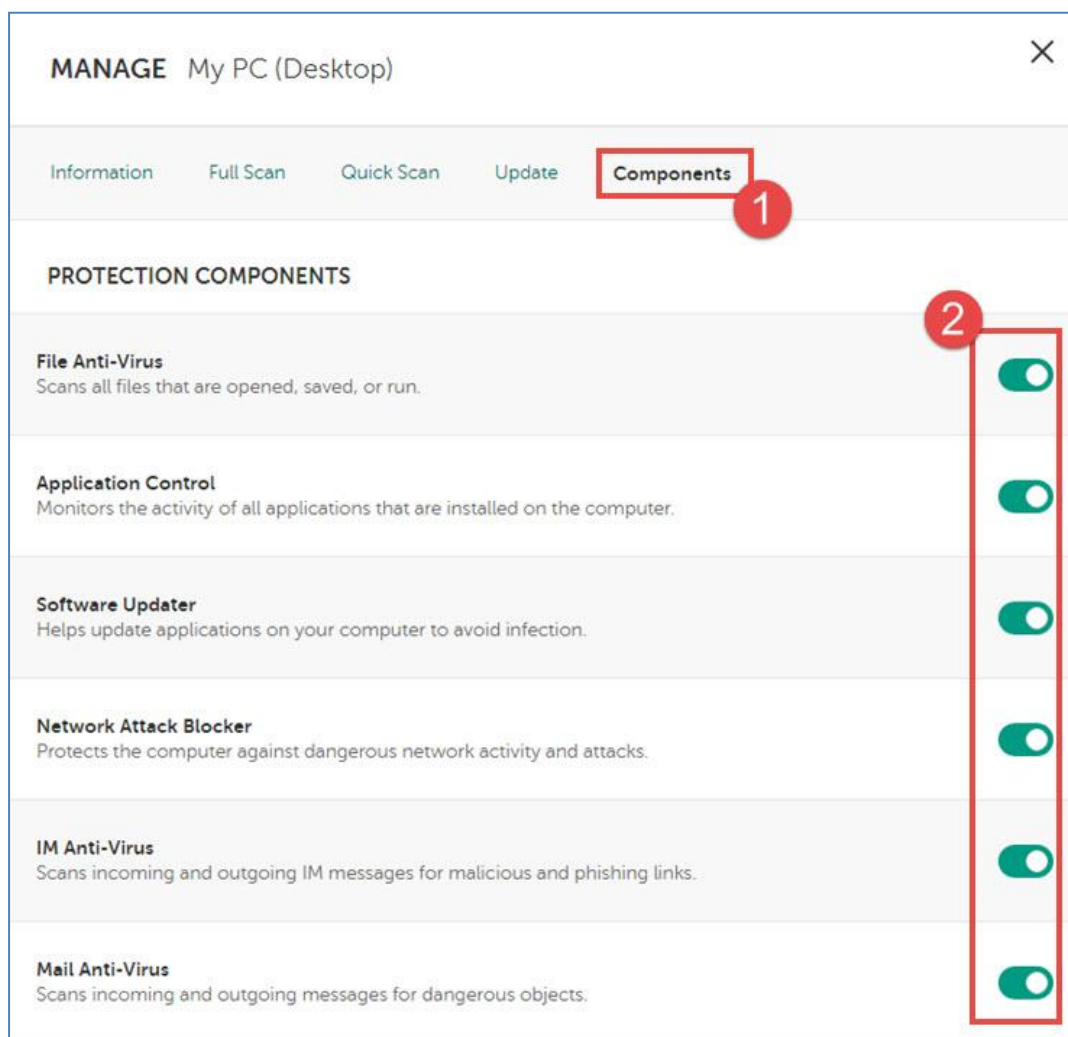 MANAGE My PC (Desktop)
Information Full Scan Quick Scan Update Components
1
PROTECTION COMPONENTS
2
File Anti-Virus
Scans all files that are opened, saved, or run.
Application Control
Monitors the activity of all applications that are installed on the computer.
Software Updater
Helps update applications on your computer to avoid infection.
Network Attack Blocker
Protects the computer against dangerous network activity and attacks.
IM Anti-Virus
Scans incoming and outgoing IM messages for malicious and phishing links.
Mail Anti-Virus
Scans incoming and outgoing messages for dangerous objects.